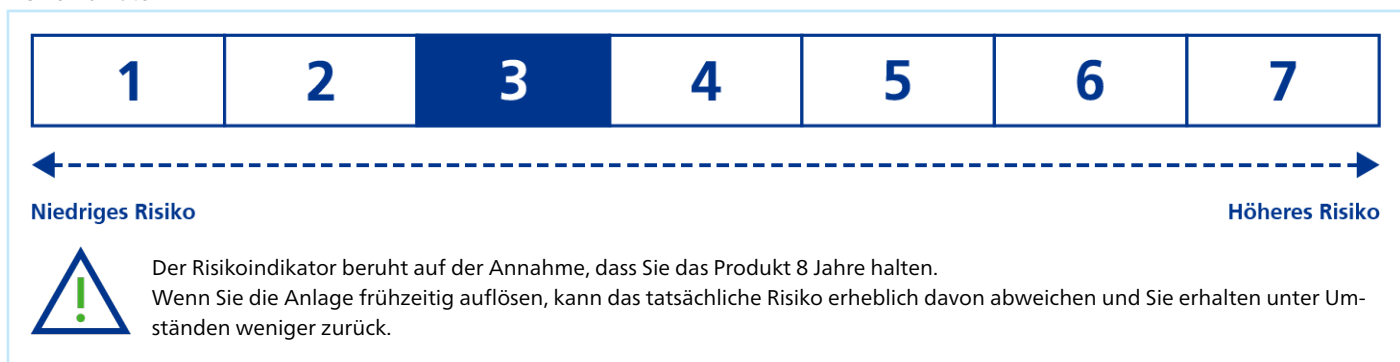 1 2 3 4 5 6 7
Niedriges Risiko Höheres Risiko
Der Risikoindikator beruht auf der Annahme, dass Sie das Produkt 8 Jahre halten.
Wenn Sie die Anlage frühzeitig auflösen, kann das tatsächliche Risiko erheblich davon abweichen und Sie erhalten unter Um-
ständen weniger zurück.